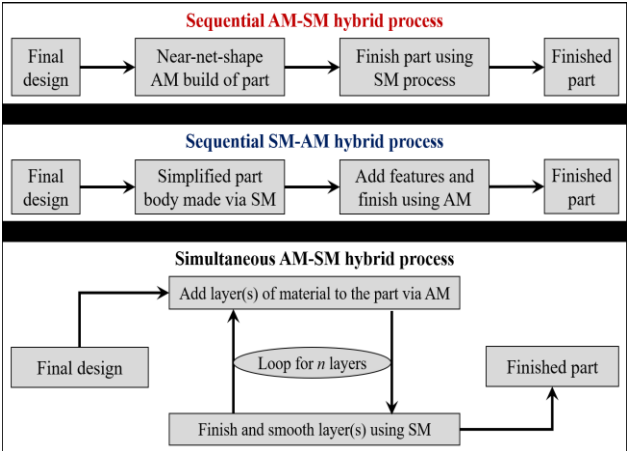 Sequential AM-SM hybrid process
Final
design
Near-net-shape
AM build of part
Finish part using
SM process
Finished
part
Sequential SM-AM hybrid process
Final
design
Simplified part
body made via SM
Add features and
finish using AM
Finished
part
Simultaneous AM-SM hybrid process
Add layer(s) of material to the part via AM
Final design
Loop for n layers
Finished part
Finish and smooth layer(s) using SM